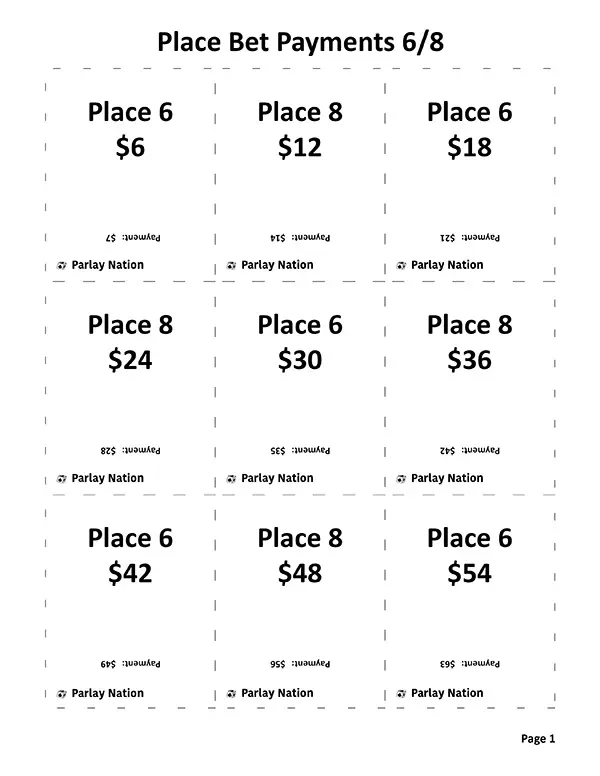 Place Bet Payments 6/8
Place 6
$6
Payment: $7
Parlay Nation
Place 8
$12
Payment: $14
Parlay Nation
Place 6
$18
Payment: $21
Parlay Nation
Place 8
$24
Payment: $28
Parlay Nation
Place 6
$30
Payment: $35
Parlay Nation
Place 8
$36
Payment: $42
Parlay Nation
Place 6
$42
Payment: $49
Parlay Nation
Place 8
$48
Payment: $56
Parlay Nation
Place 6
$54
Payment: $63
Parlay Nation
Page 1